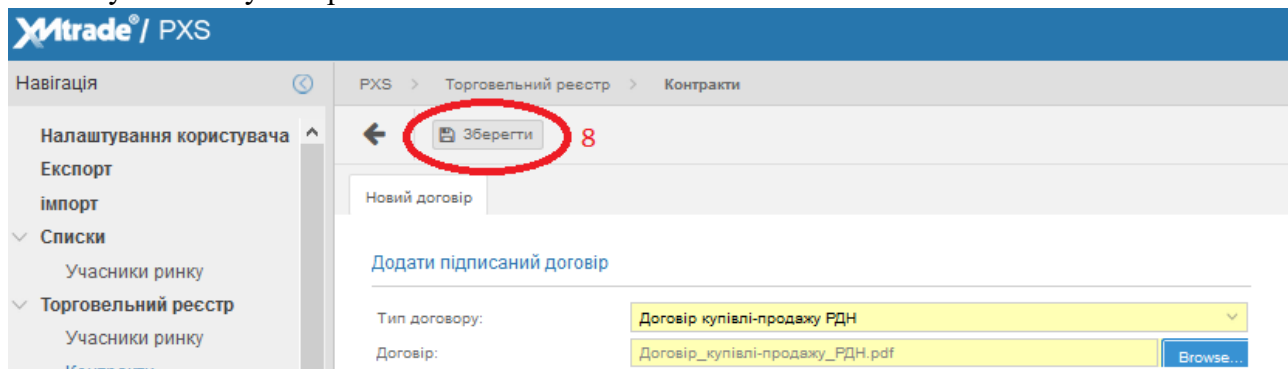 XMtrade®/ PXS
Навігація
PXS > Торговельний реєстр > Контракти
Налаштування користувача
Зберегти
8
Експорт
імпорт
Новий договір
Списки
Учасники ринку
Додати підписаний договір
Торговельний реєстр
Тип договору:
Договір купівлі-продажу РДН
Учасники ринку
Договір:
Договір_купівлі-продажу_РДН.pdf
Browse...